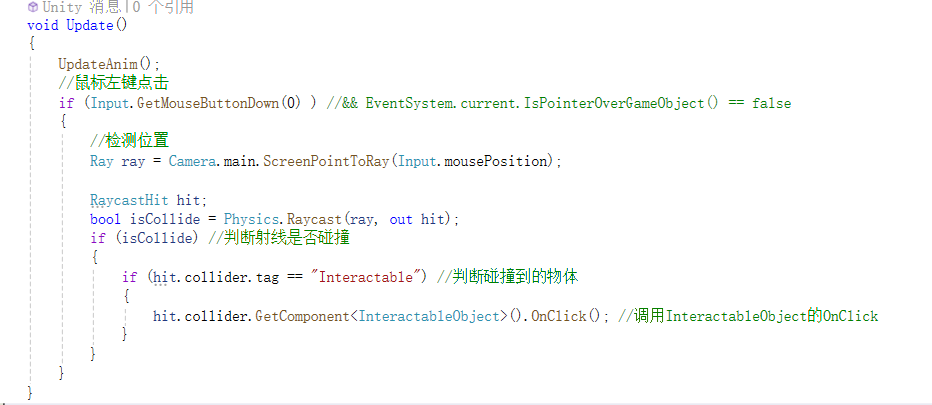 Unity 消息|0 个引用
void Update()
{
UpdateAnim();
//鼠标左键点击
if (Input.GetMouseButtonDown(0) ) //&& EventSystem.current.IsPointerOverGameObject() == false
{
//检测位置
Ray ray = Camera.main.ScreenPointToRay(Input.mousePosition);
RaycastHit hit;
bool isCollide = Physics.Raycast(ray, out hit);
if (isCollide) //判断射线是否碰撞
{
if (hit.collider.tag == "Interactable") //判断碰撞到的物体
{
hit.collider.GetComponent<InteractableObject>().OnClick(); //调用InteractableObject的OnClick
}
}
}
}